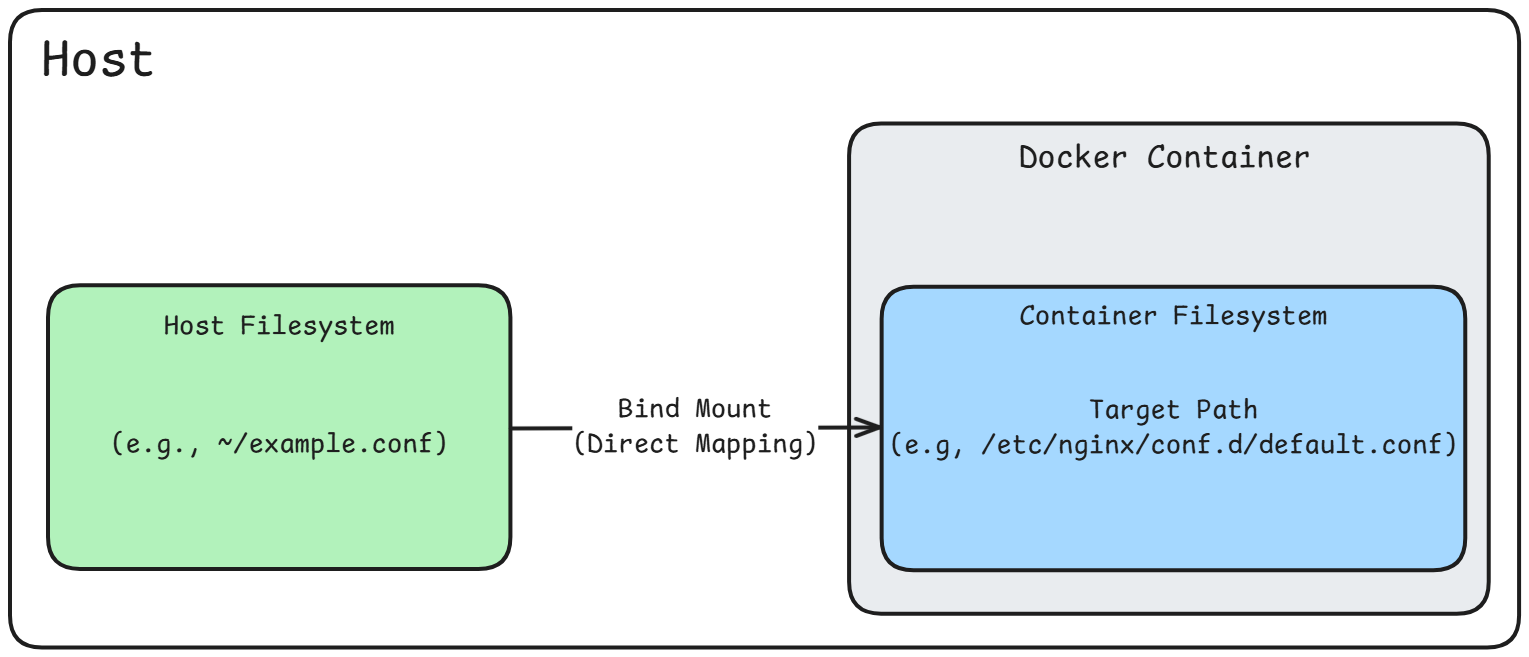 Host
Docker Container
Host Filesystem
(e.g., ~/example.conf)
Bind Mount
(Direct Mapping)
Container Filesystem
Target Path
(e.g, /etc/nginx/conf.d/default.conf)